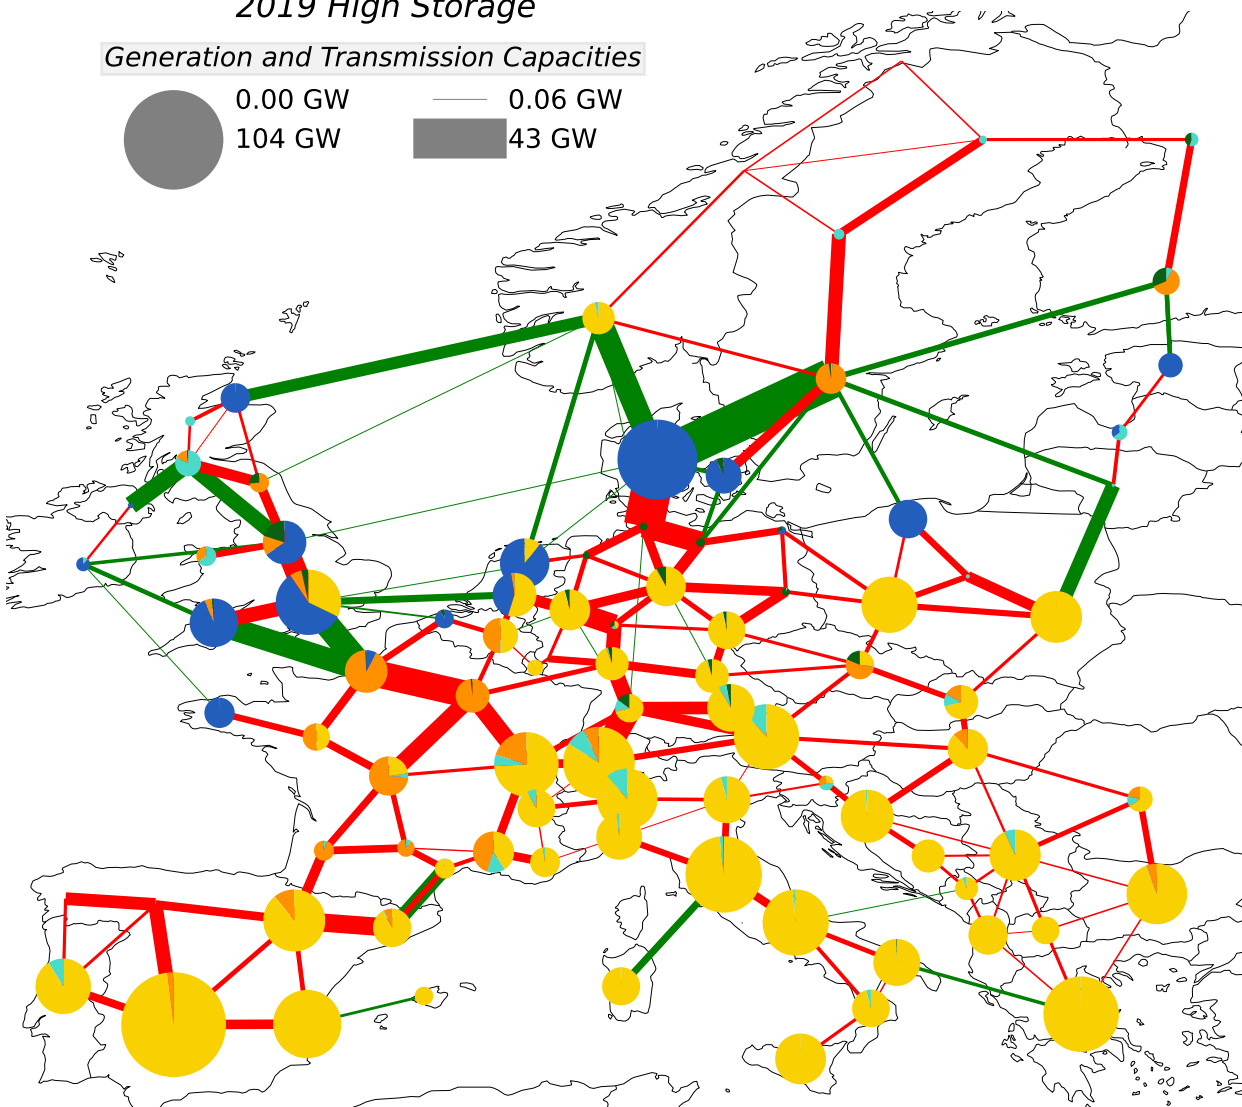 2019 High Storage
Generation and Transmission Capacities
0.00 GW 0.06 GW
104 GW 43 GW